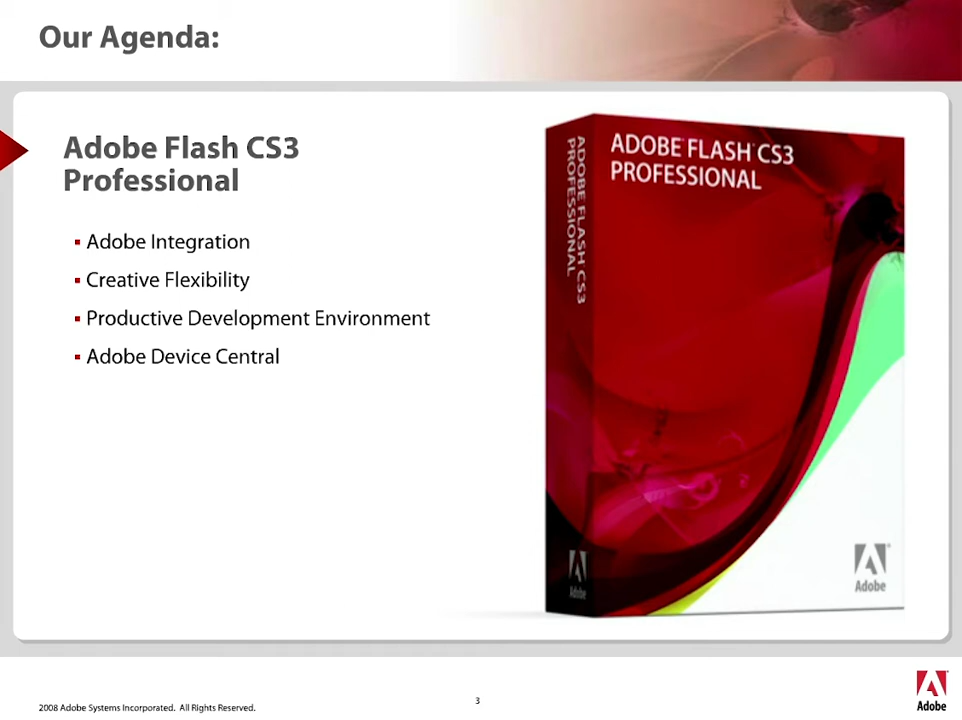 Our Agenda:
Adobe Flash CS3
Professional
▪ Adobe Integration
▪ Creative Flexibility
▪ Productive Development Environment
▪ Adobe Device Central
ADOBE FLASH CS3
PROFESSIONAL
ADOBE® FLASH® CS3
PROFESSIONAL
Adobe
Adobe
2008 Adobe Systems Incorporated. All Rights Reserved.
3
Adobe